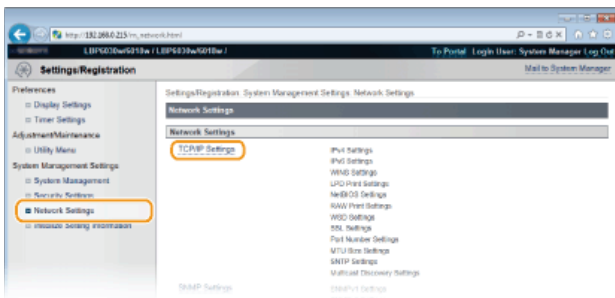 http://192.168.0.215/m_network.html
LBP6030w/6018w / LBP6030w/6018w /
To Portal Login User: System Manager Log Out
Settings/Registration
Mail to System Manager
Preferences
Display Settings
Timer Settings
Adjustment/Maintenance
Utility Menu
System Management Settings
System Management
Security Settings
Network Settings
Initialize Setting Information
Settings/Registration: System Management Settings: Network Settings
Network Settings
Network Settings
TCP/IP Settings
IPv4 Settings
IPv6 Settings
WINS Settings
LPD Print Settings
NetBIOS Settings
RAW Print Settings
WSD Settings
SSL Settings
Port Number Settings
MTU Size Settings
SNTP Settings
Multicast Discovery Settings
SNMP Settings
SNMPv1 Settings